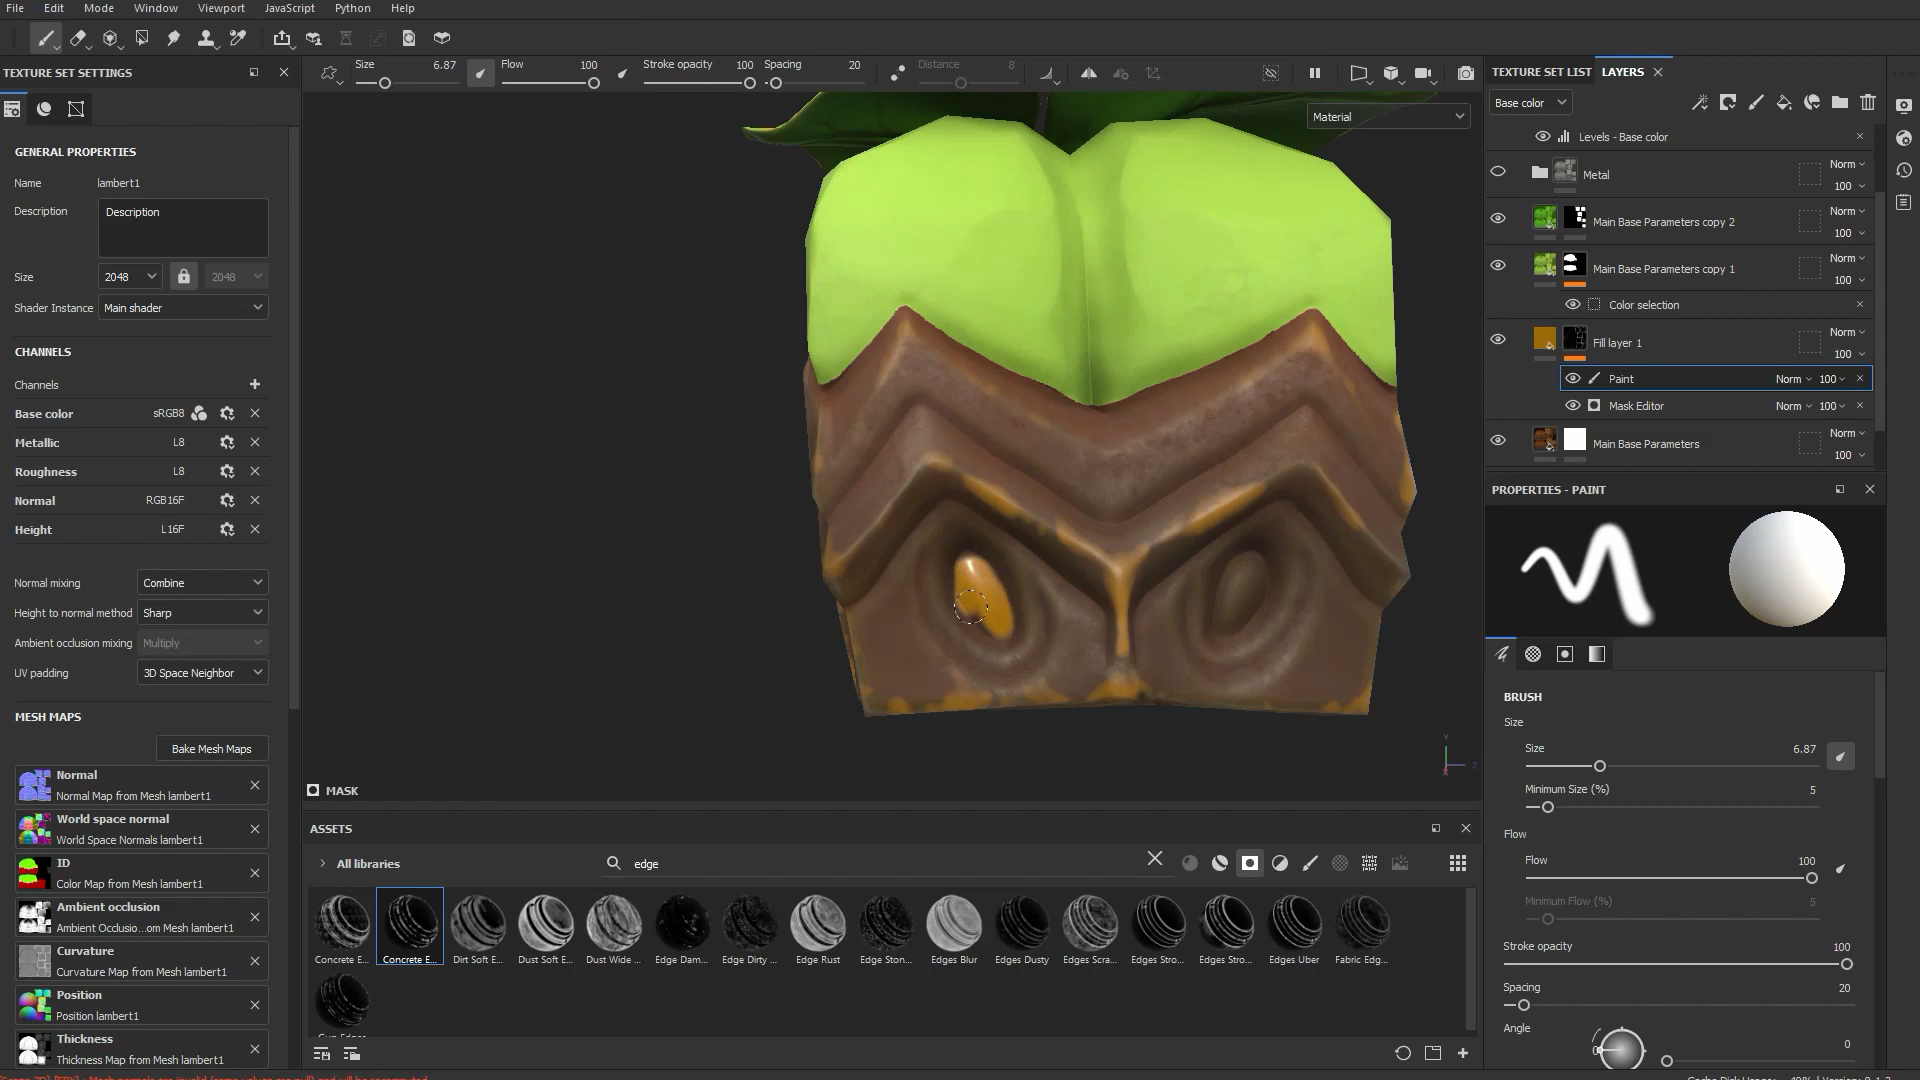 File Edit Mode Window Viewport JavaScript Python Help
TEXTURE SET SETTINGS
Size 6.87 Flow 100 Stroke opacity 100 Spacing 20 Distance 8
TEXTURE SET LIST LAYERS
Base color
Material
GENERAL PROPERTIES
Name lambert1
Description Description
Size 2048 2048
Shader Instance Main shader
CHANNELS
Channels
Base color sRGB8
Metallic L8
Roughness L8
Normal RGB16F
Height L16F
Normal mixing Combine
Height to normal method Sharp
Ambient occlusion mixing Multiply
UV padding 3D Space Neighbor
MESH MAPS
Bake Mesh Maps
Normal
Normal Map from Mesh lambert1
World space normal
World Space Normals lambert1
ID
Color Map from Mesh lambert1
Ambient occlusion
Ambient Occlusio...om Mesh lambert1
Curvature
Curvature Map from Mesh lambert1
Position
Position lambert1
Thickness
Thickness Map from Mesh lambert1
Y
Z
MASK
ASSETS
All libraries
edge
Concrete E... Concrete E... Dirt Soft E... Dust Soft E... Dust Wide ... Edge Dam... Edge Dirty ... Edge Rust Edge Ston... Edges Blur Edges Dusty Edges Scra... Edges Stro... Edges Stro... Edges Uber Fabric Edg...
Levels - Base color
Metal Norm 100
Main Base Parameters copy 2 Norm 100
Main Base Parameters copy 1 Norm 100
Color selection
Fill layer 1 Norm 100
Paint Norm 100
Mask Editor Norm 100
Main Base Parameters Norm 100
PROPERTIES - PAINT
BRUSH
Size
Size 6.87
Minimum Size (%) 5
Flow
Flow 100
Minimum Flow (%) 5
Stroke opacity 100
Spacing 20
Angle
0 0